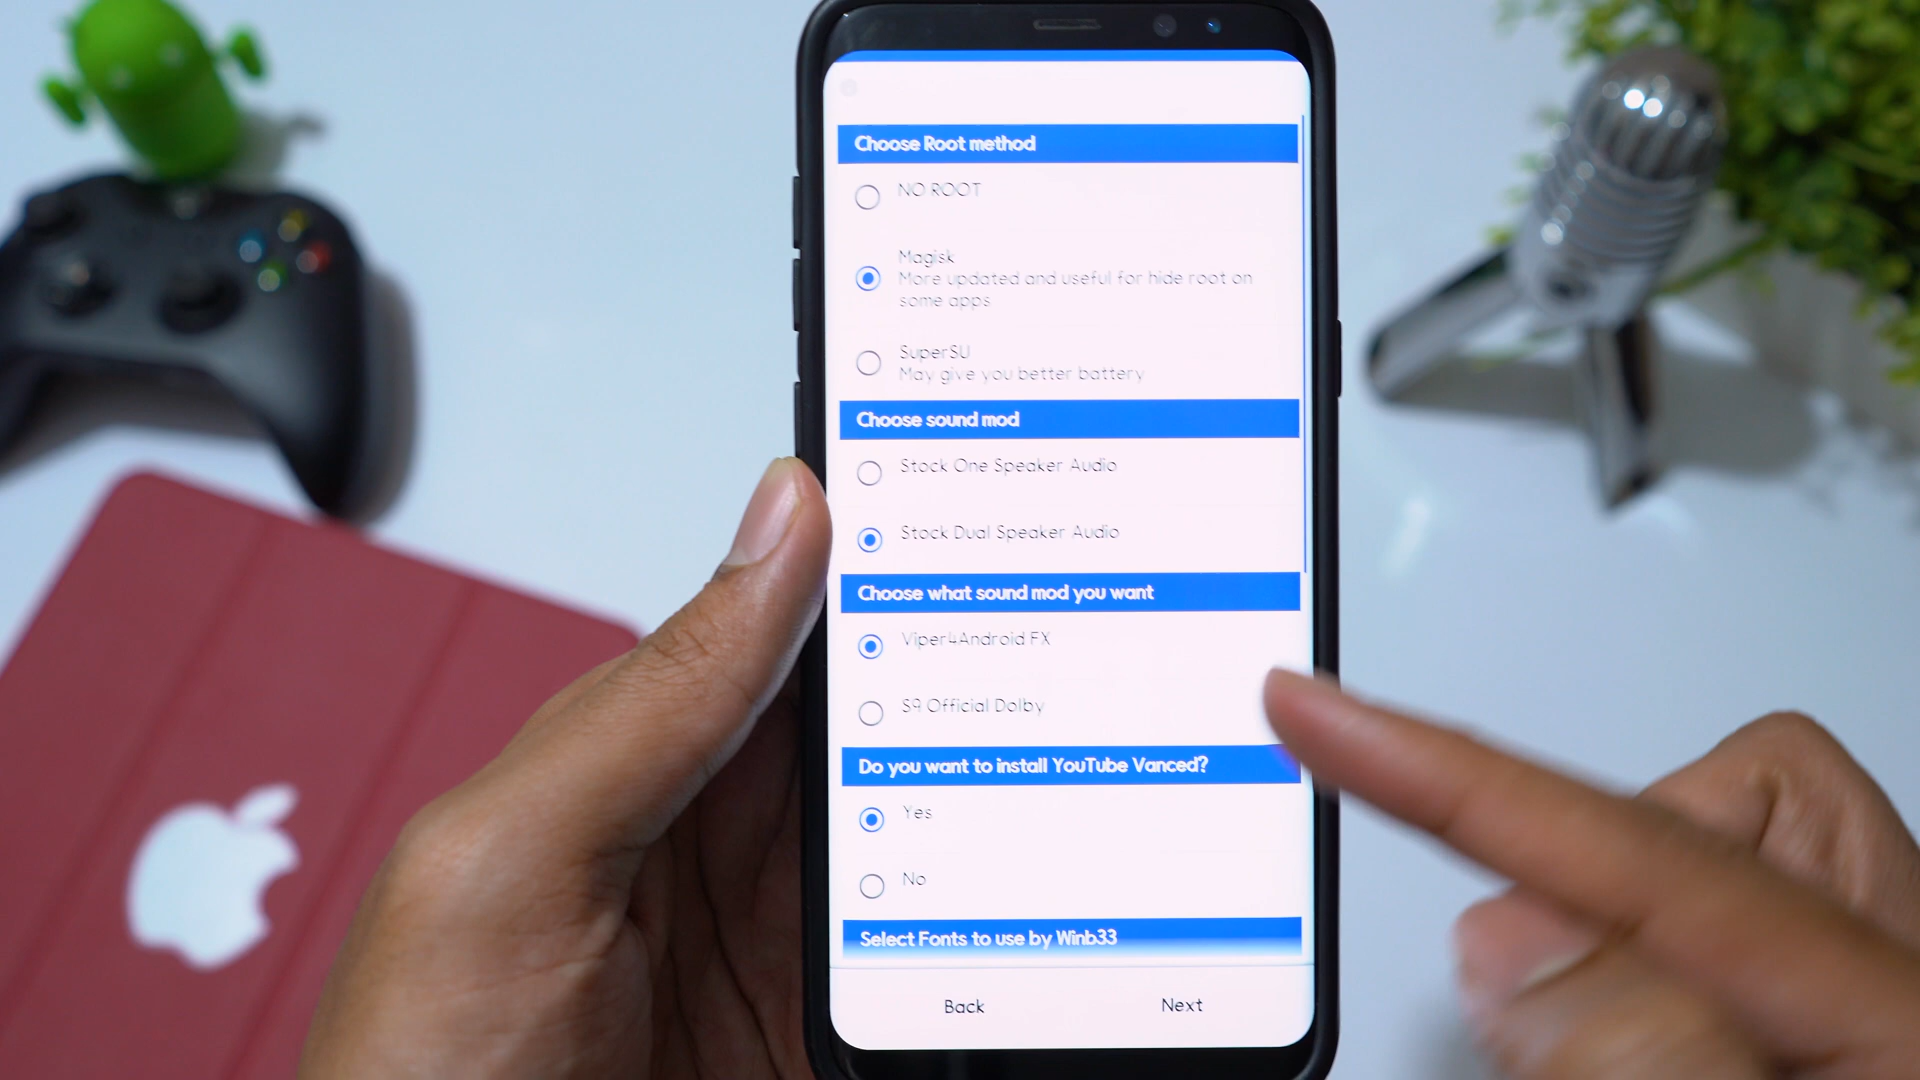 Choose Root method
NO ROOT
Magisk
More updated and useful for hide root on
some apps
SuperSU
May give you better battery
Choose sound mod
Stock One Speaker Audio
Stock Dual Speaker Audio
Choose what sound mod you want
Viper4Android FX
S9 Official Dolby
Do you want to install YouTube Vanced?
Yes
No
Select Fonts to use by Winb33
Back
Next